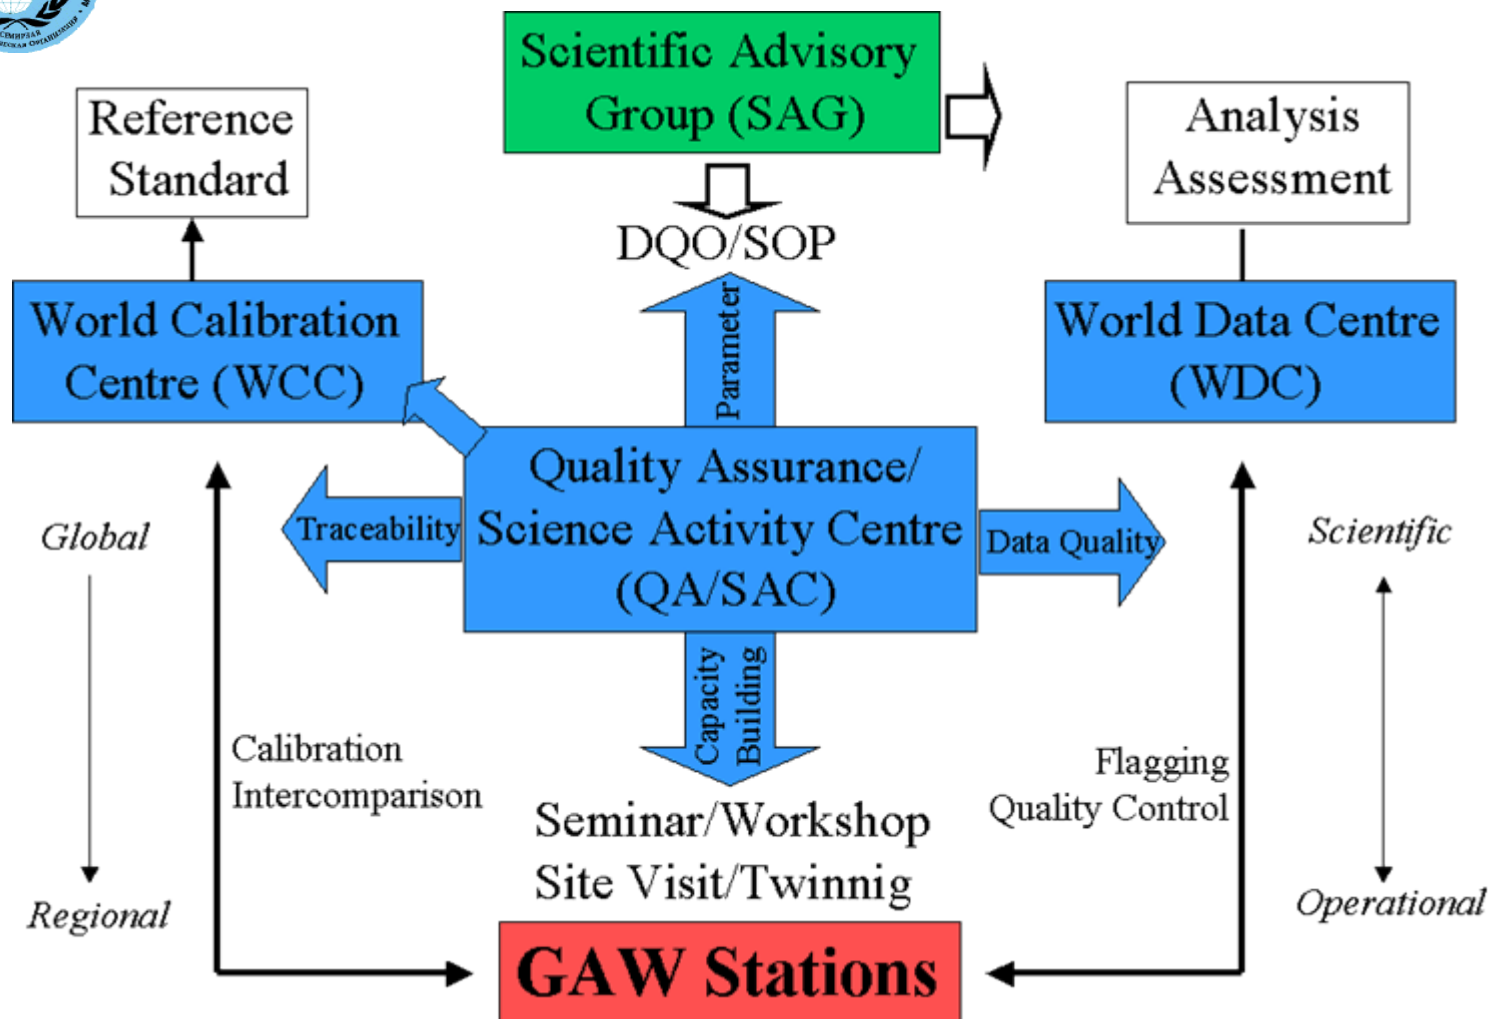 СЕМИРНАЯ
Scientific Advisory
Group (SAG)
Reference
Standard
Analysis
Assessment
DQO/SOP
World Calibration
Centre (WCC)
World Data Centre
(WDC)
Parameter
Quality Assurance/
Science Activity Centre
(QA/SAC)
Traceability
Data Quality
Global
Scientific
Capacity
Building
Calibration
Intercomparison
Flagging
Quality Control
Seminar/Workshop
Site Visit/Twinnig
Regional
Operational
GAW Stations